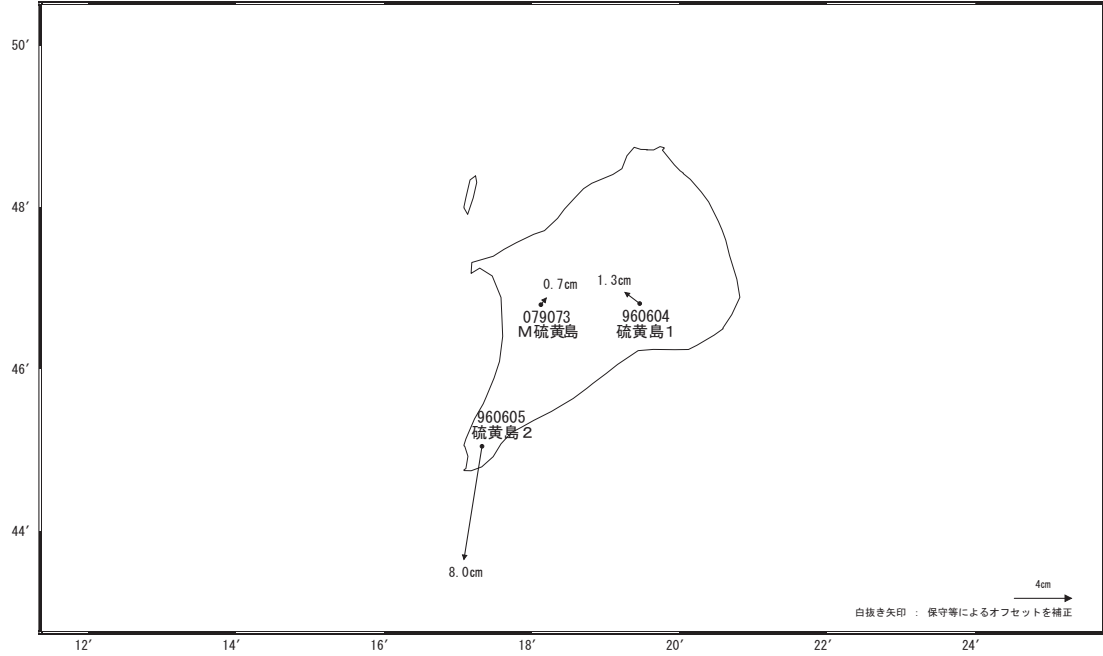 50′
48′
0.7cm
1.3cm
079073
M硫黄島
960604
硫黄島1
46′
960605
硫黄島2
44′
8.0cm
4cm
白抜き矢印 : 保守等によるオフセットを補正
12′ 14′ 16′ 18′ 20′ 22′ 24′